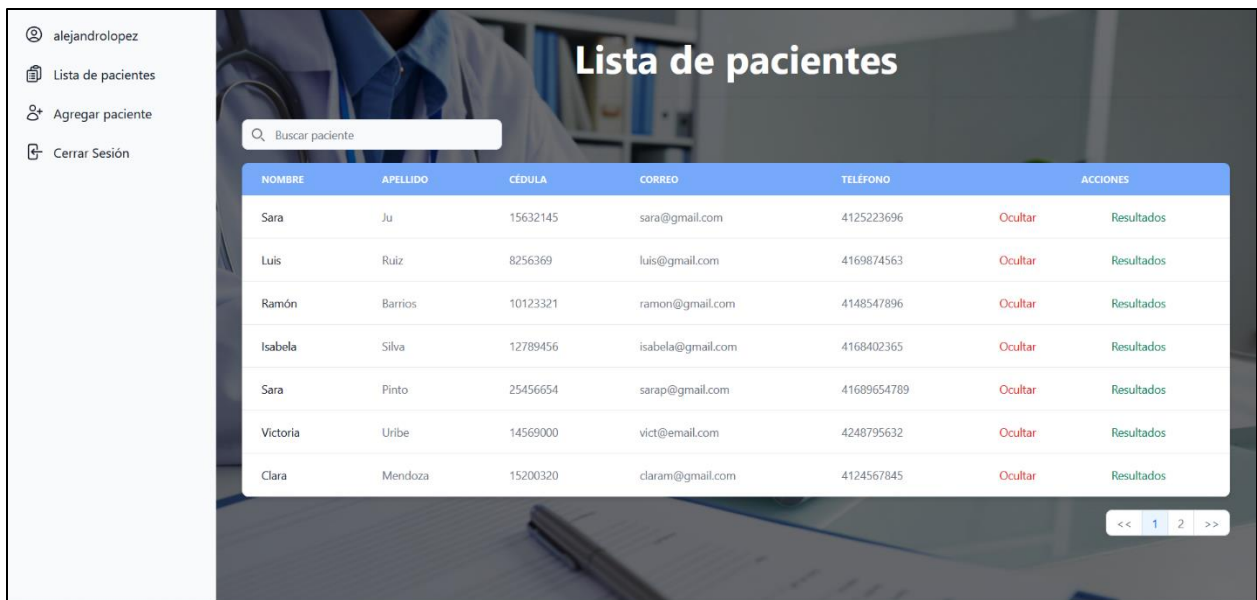 alejandrolopez
Lista de pacientes
Agregar paciente
Cerrar Sesión
Lista de pacientes
Buscar paciente
NOMBRE APELLIDO CÉDULA CORREO TELÉFONO ACCIONES
Sara Ju 15632145 sara@gmail.com 4125223696 Ocultar Resultados
Luis Ruiz 8256369 luis@gmail.com 4169874563 Ocultar Resultados
Ramón Barrios 10123321 ramon@gmail.com 4148547896 Ocultar Resultados
Isabela Silva 12789456 isabela@gmail.com 4168402365 Ocultar Resultados
Sara Pinto 25456654 sarap@gmail.com 41689654789 Ocultar Resultados
Victoria Uribe 14569000 vict@email.com 4248795632 Ocultar Resultados
Clara Mendoza 15200320 claram@gmail.com 4124567845 Ocultar Resultados
<< 1 2 >>